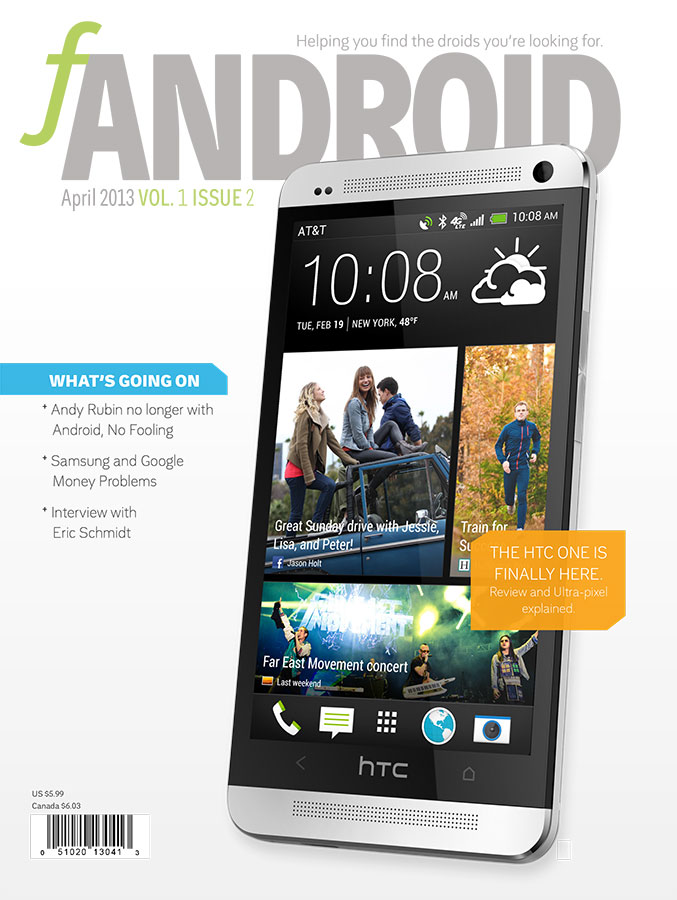 Helping you find the droids you're looking for.
fANDROID
April 2013 VOL. 1 ISSUE 2
AT&T
10:08 AM
10:08 AM
TUE, FEB 19 | NEW YORK, 48°F
WHAT'S GOING ON
+ Andy Rubin no longer with
Android, No Fooling
+ Samsung and Google
Money Problems
+ Interview with
Eric Schmidt
Great Sunday drive with Jessie,
Lisa, and Peter!
f Jason Holt
Train for
THE HTC ONE IS
FINALLY HERE.
Review and Ultra-pixel
explained.
Far East Movement concert
Last weekend
hTC
US $5.99
Canada $6.03
0 51020 13041 3